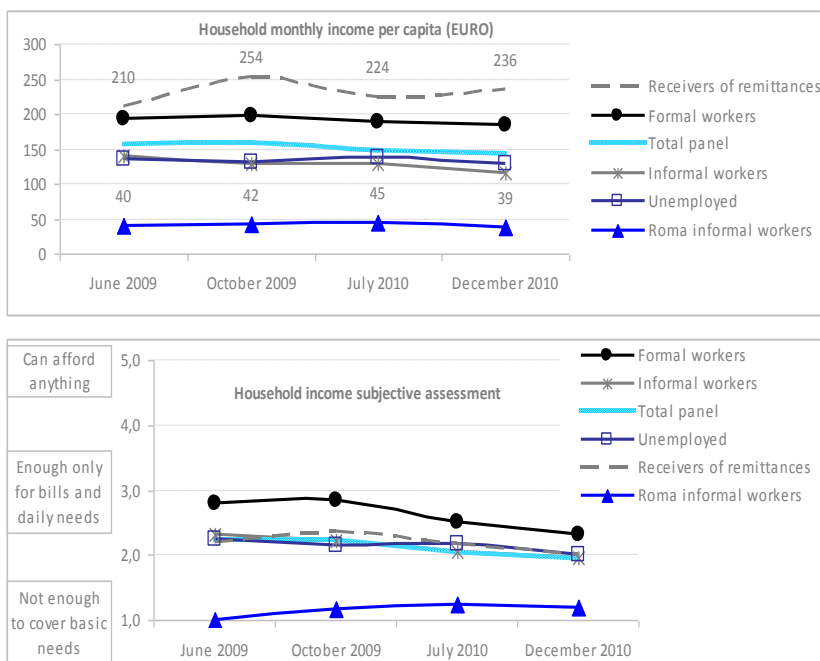 Household monthly income per capita (EURO)
300
250
200
150
100
50
0
210
254
224
236
40
42
45
39
June 2009
October 2009
July 2010
December 2010
Receivers of remittances
Formal workers
Total panel
Informal workers
Unemployed
Roma informal workers
Can afford
anything
Enough only
for bills and
daily needs
Not enough
to cover basic
needs
5,0
4,0
3,0
2,0
1,0
Household income subjective assessment
June 2009
October 2009
July 2010
December 2010
Formal workers
Informal workers
Total panel
Unemployed
Receivers of remittances
Roma informal workers